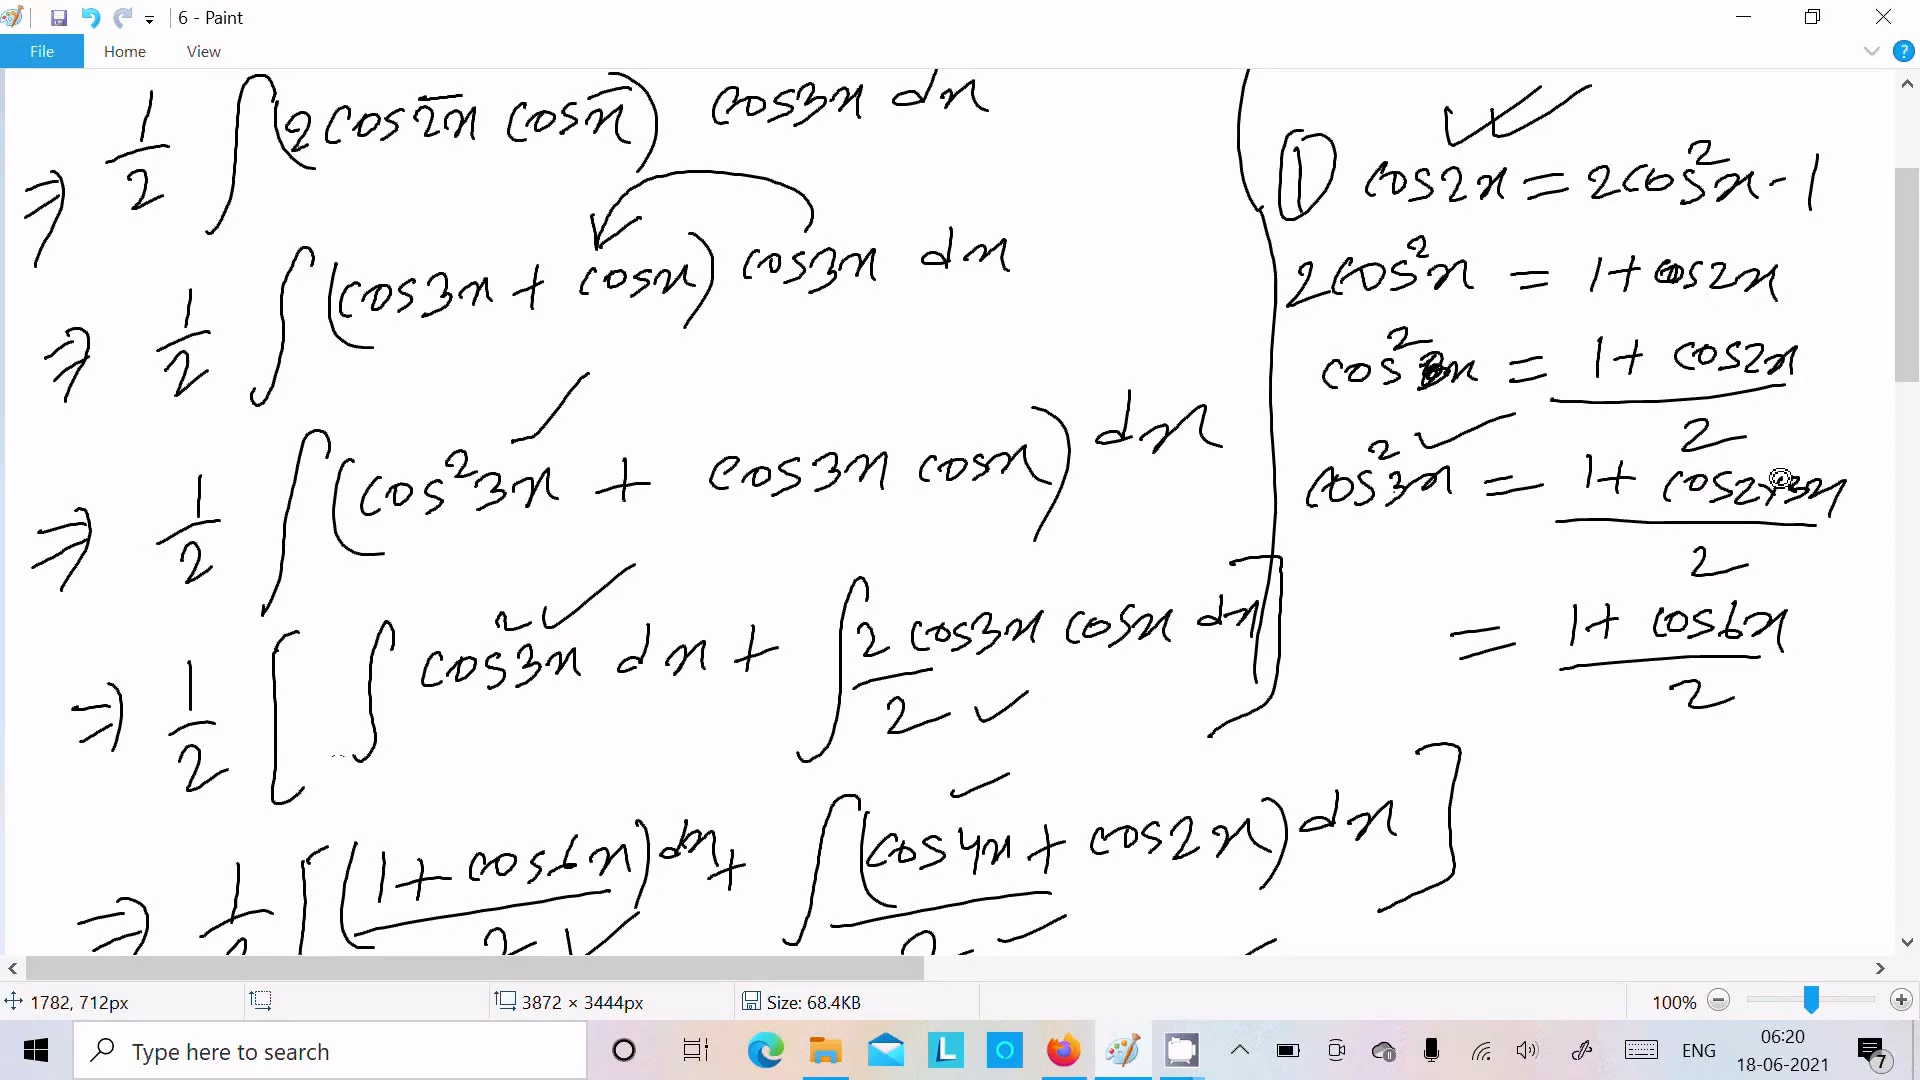 6 - Paint
File Home View
⇒ 1/2 ∫(2cos2x cosx) cos3x dx
⇒ 1/2 ∫(cos3x + cosx) cos3x dx
⇒ 1/2 ∫(cos²3x + cos3x cosx) dx
⇒ 1/2 [∫ cos²3x dx + ∫ 2cos3x cosx dx/2]
⇒ 1/2 [(1+cos6x)dx/2 + ∫(cos4x+cos2x)dx/2]
① cos2x = 2cos²x - 1
2cos²x = 1+cos2x
cos²x = 1+cos2x/2
cos²3x = 1+cos2×3x/2
= 1+cos6x/2
1782, 712px
3872 × 3444px
Size: 68.4KB
100%
Type here to search
L
ENG
06:20
18-06-2021
7